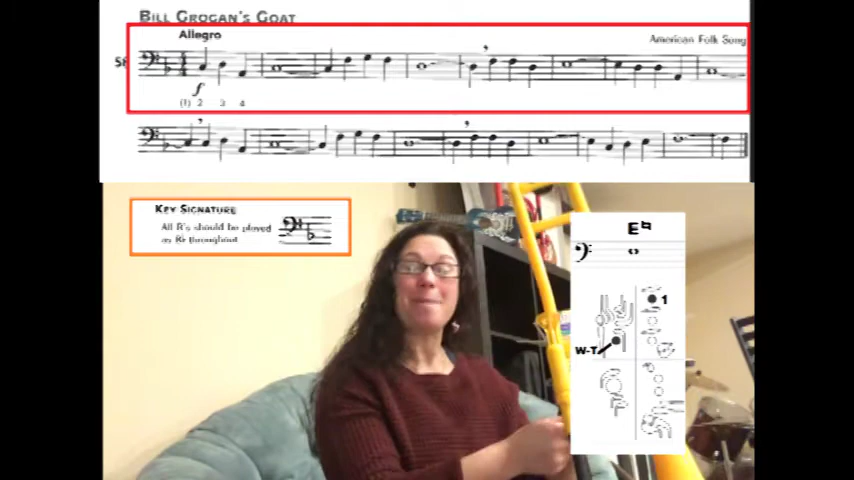 BILL GROGAN'S GOAT
Allegro
American Folk Song
58
f
(1) 2 3 4
KEY SIGNATURE
All B's should be played
as B♭ throughout
E♮
1
W-T